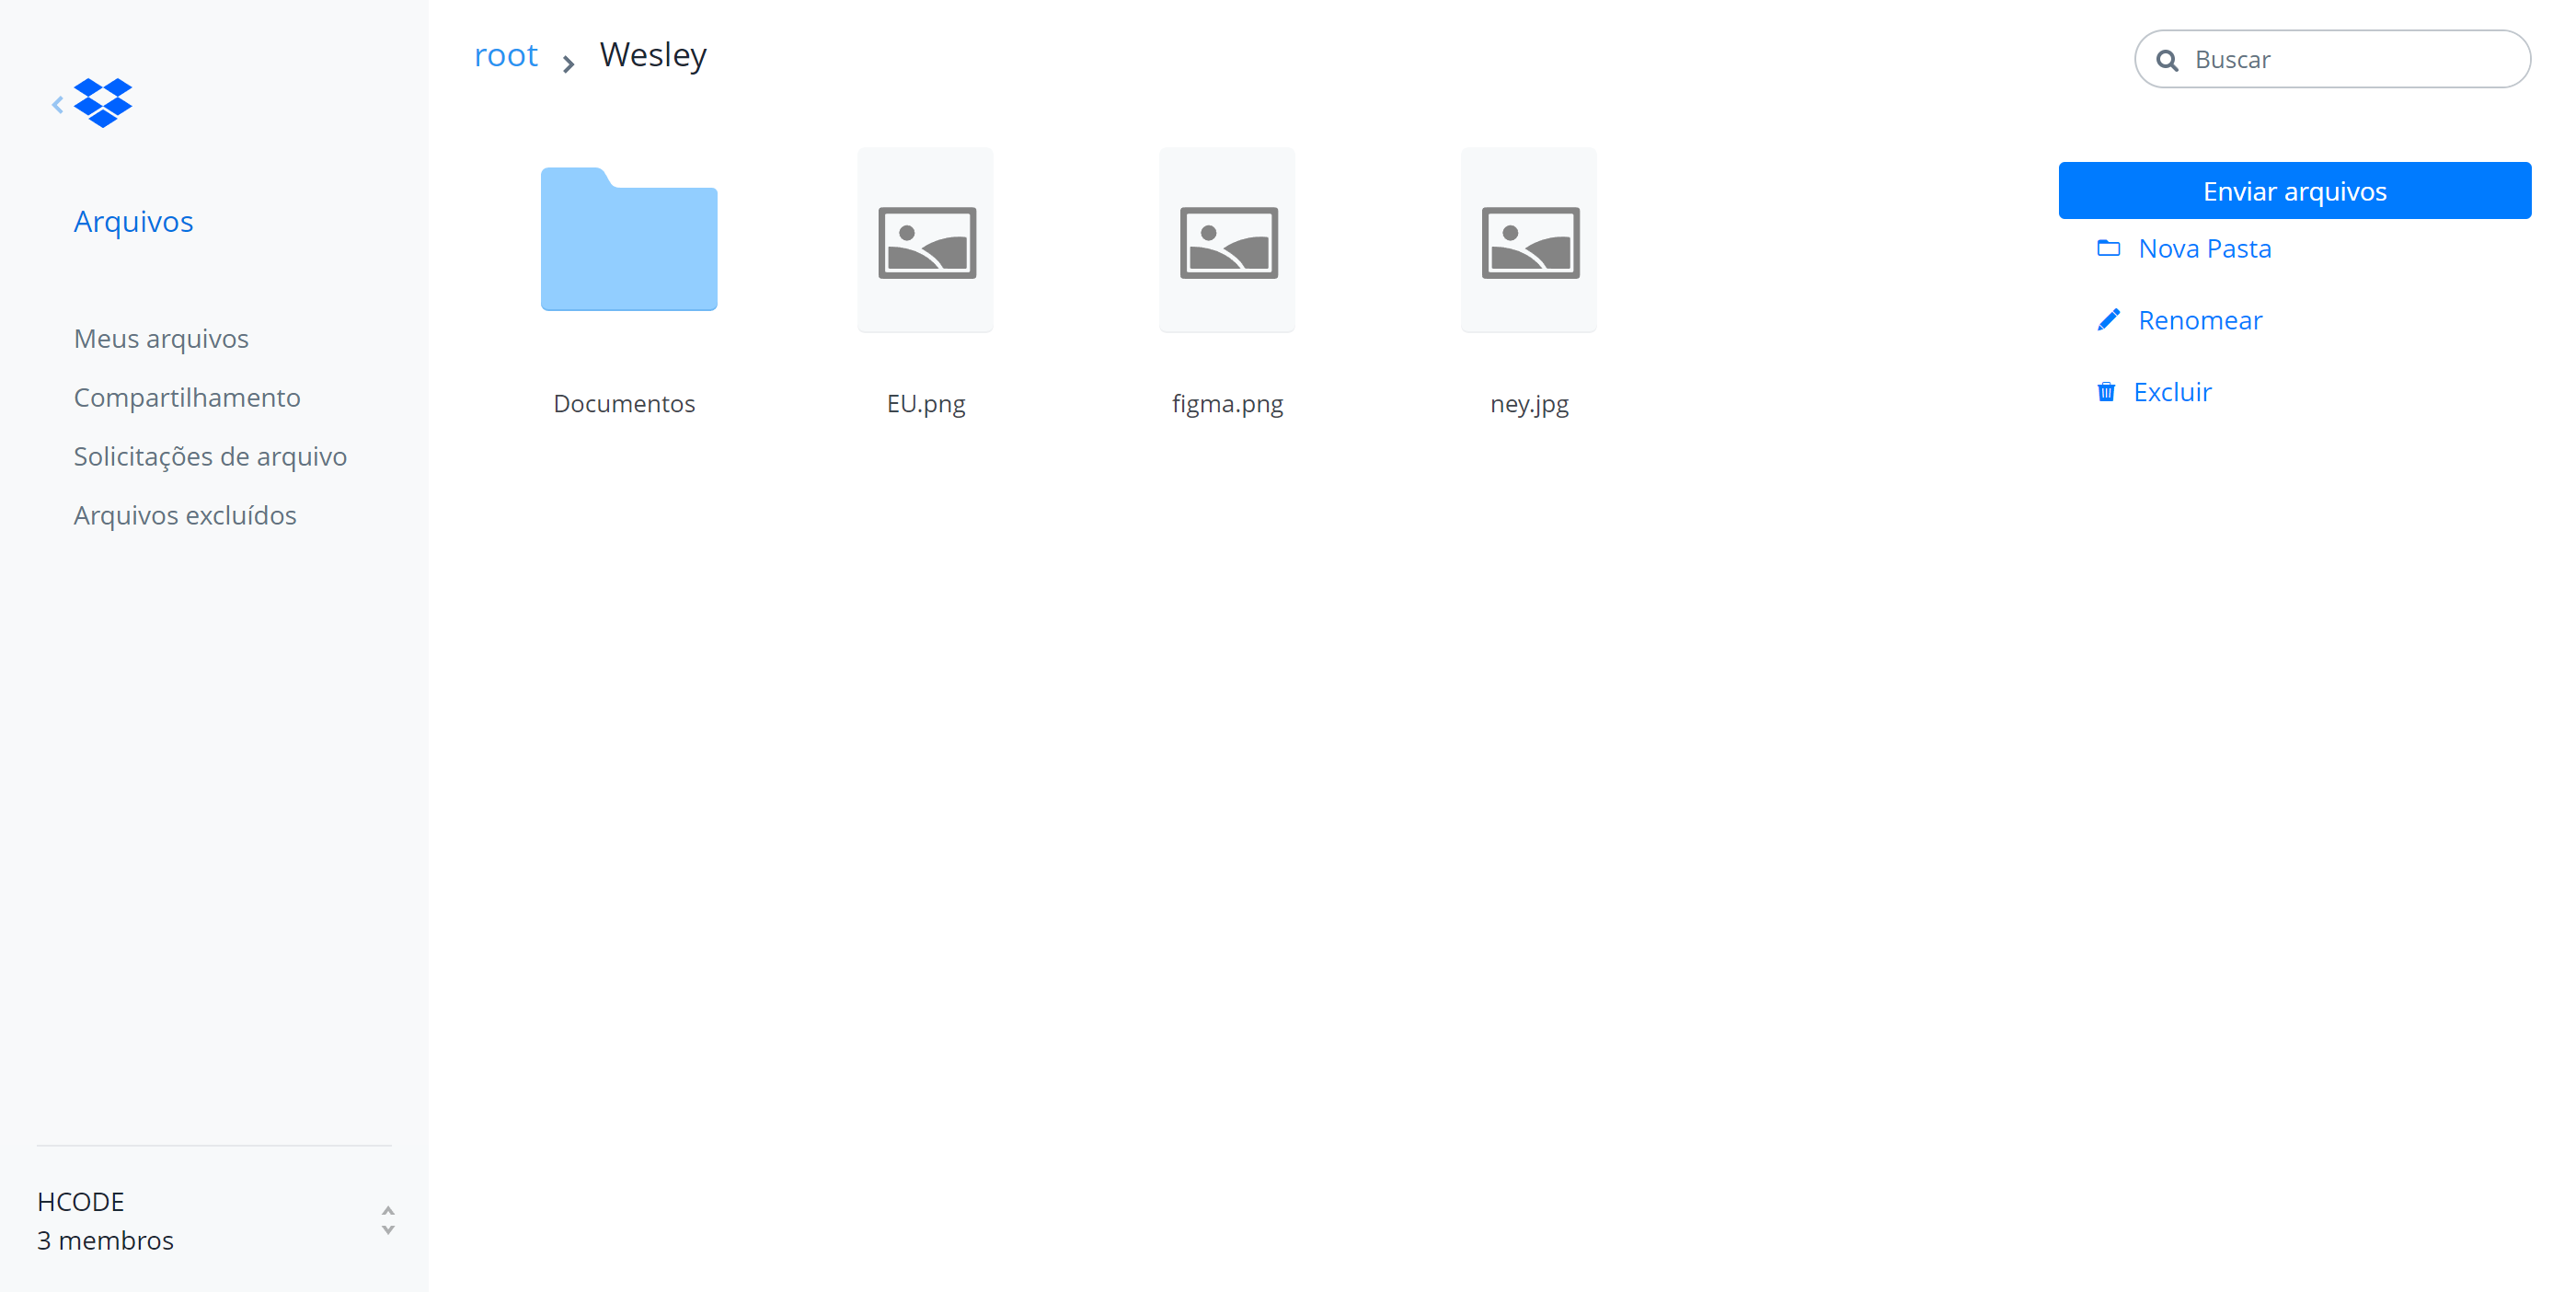 root
Wesley
Buscar
Arquivos
Meus arquivos
Compartilhamento
Solicitações de arquivo
Arquivos excluídos
Documentos
EU.png
figma.png
ney.jpg
Enviar arquivos
Nova Pasta
Renomear
Excluir
HCODE
3 membros